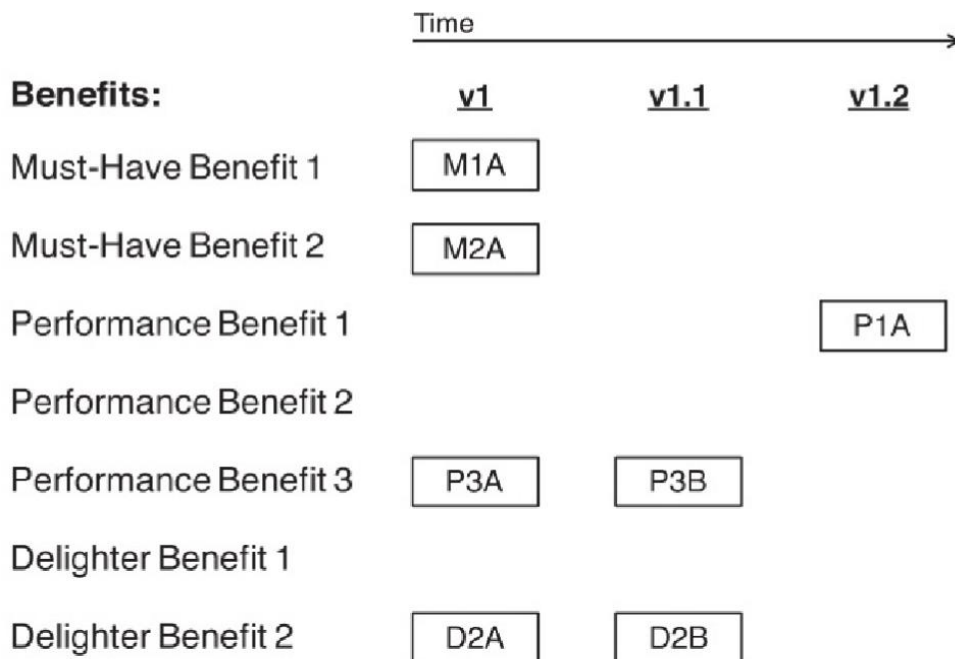 Time
Benefits: v1 v1.1 v1.2
Must-Have Benefit 1 M1A
Must-Have Benefit 2 M2A
Performance Benefit 1 P1A
Performance Benefit 2
Performance Benefit 3 P3A P3B
Delighter Benefit 1
Delighter Benefit 2 D2A D2B